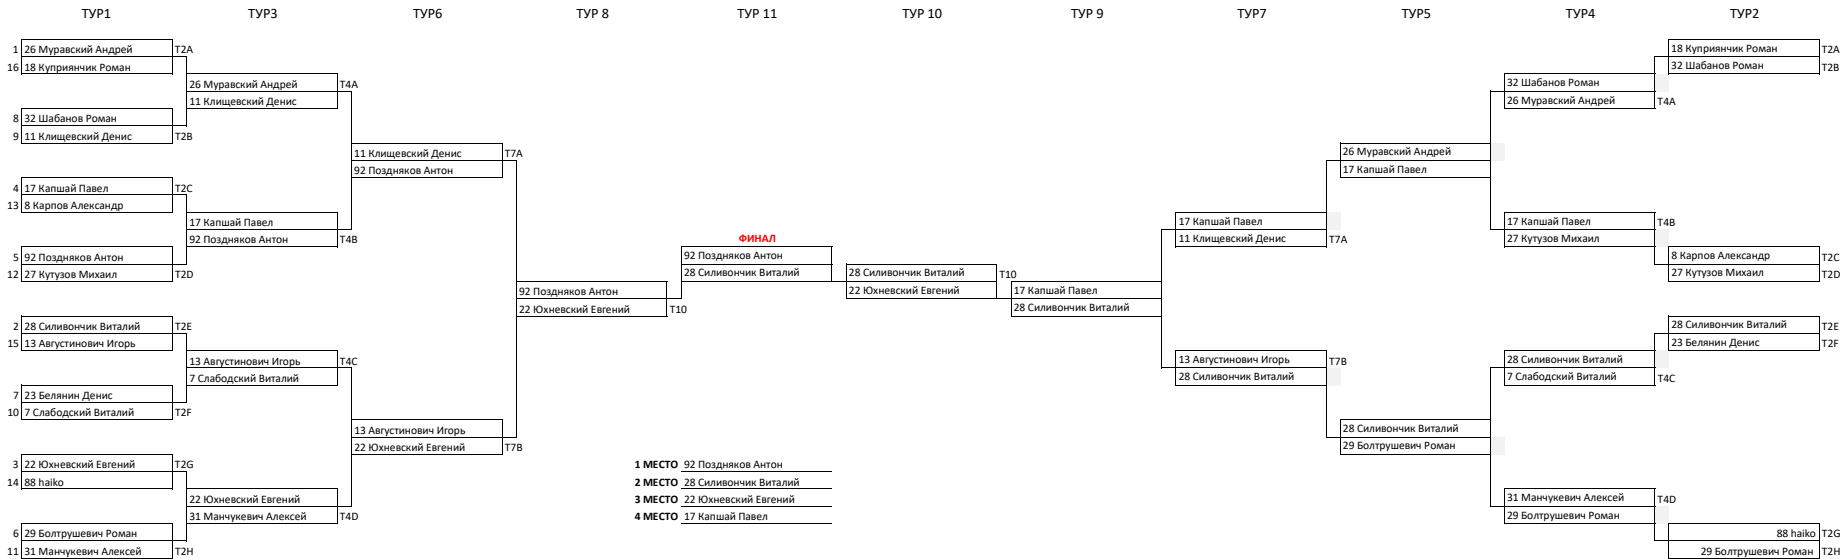 ТУР1 ТУР3 ТУР6 ТУР 8 ТУР 11 ТУР 10 ТУР 9 ТУР7 ТУР5 ТУР4 ТУР2
1 26 Муравский Андрей T2A
16 18 Куприянчик Роман
8 32 Шабанов Роман
9 11 Клищевский Денис T2B
4 17 Капшай Павел T2C
13 8 Карпов Александр
5 92 Поздняков Антон
12 27 Кутузов Михаил T2D
2 28 Силивончик Виталий T2E
15 13 Августинович Игорь
7 23 Белянин Денис
10 7 Слабодский Виталий T2F
3 22 Юхневский Евгений T2G
14 88 haiko
6 29 Болтрушевич Роман
11 31 Манчукевич Алексей T2H
26 Муравский Андрей T4A
11 Клищевский Денис
17 Капшай Павел
92 Поздняков Антон T4B
13 Августинович Игорь T4C
7 Слабодский Виталий
22 Юхневский Евгений
31 Манчукевич Алексей T4D
11 Клищевский Денис T7A
92 Поздняков Антон
13 Августинович Игорь
22 Юхневский Евгений T7B
92 Поздняков Антон
22 Юхневский Евгений T10
ФИНАЛ
92 Поздняков Антон
28 Силивончик Виталий
1 МЕСТО 92 Поздняков Антон
2 МЕСТО 28 Силивончик Виталий
3 МЕСТО 22 Юхневский Евгений
4 МЕСТО 17 Капшай Павел
28 Силивончик Виталий T10
22 Юхневский Евгений
17 Капшай Павел
28 Силивончик Виталий
17 Капшай Павел
11 Клищевский Денис T7A
13 Августинович Игорь T7B
28 Силивончик Виталий
26 Муравский Андрей
17 Капшай Павел
28 Силивончик Виталий
29 Болтрушевич Роман
32 Шабанов Роман
26 Муравский Андрей T4A
17 Капшай Павел T4B
27 Кутузов Михаил
28 Силивончик Виталий
7 Слабодский Виталий T4C
31 Манчукевич Алексей T4D
29 Болтрушевич Роман
18 Куприянчик Роман T2A
32 Шабанов Роман T2B
8 Карпов Александр T2C
27 Кутузов Михаил T2D
28 Силивончик Виталий T2E
23 Белянин Денис T2F
88 haiko T2G
29 Болтрушевич Роман T2H